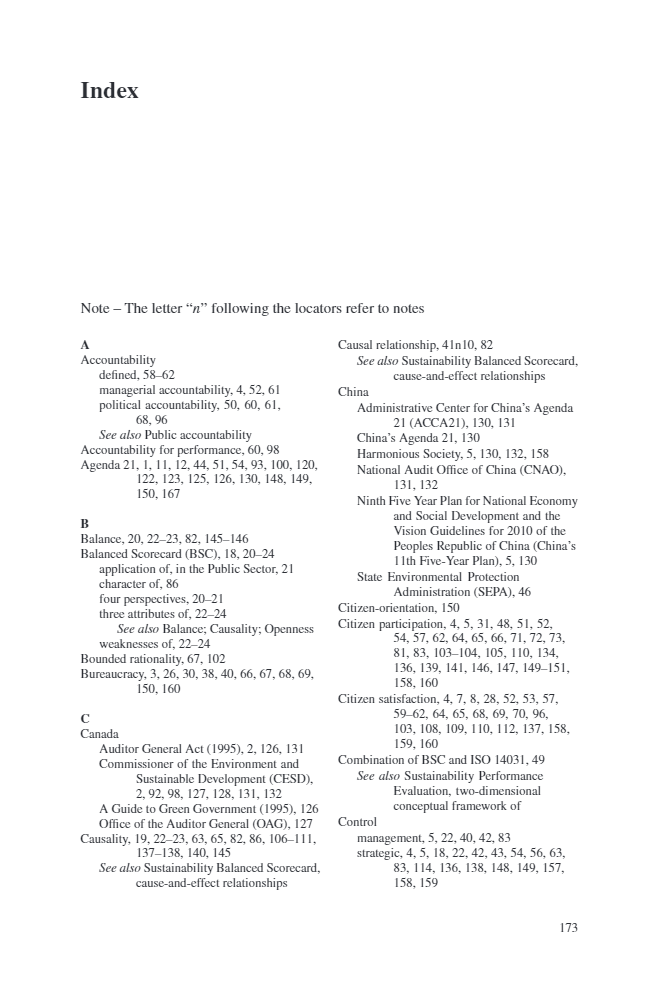 Index
Note – The letter “n” following the locators refer to notes
A
Accountability
defined, 58–62
managerial accountability, 4, 52, 61
political accountability, 50, 60, 61,
68, 96
See also Public accountability
Accountability for performance, 60, 98
Agenda 21, 1, 11, 12, 44, 51, 54, 93, 100, 120,
122, 123, 125, 126, 130, 148, 149,
150, 167
B
Balance, 20, 22–23, 82, 145–146
Balanced Scorecard (BSC), 18, 20–24
application of, in the Public Sector, 21
character of, 86
four perspectives, 20–21
three attributes of, 22–24
See also Balance; Causality; Openness
weaknesses of, 22–24
Bounded rationality, 67, 102
Bureaucracy, 3, 26, 30, 38, 40, 66, 67, 68, 69,
150, 160
C
Canada
Auditor General Act (1995), 2, 126, 131
Commissioner of the Environment and
Sustainable Development (CESD),
2, 92, 98, 127, 128, 131, 132
A Guide to Green Government (1995), 126
Office of the Auditor General (OAG), 127
Causality, 19, 22–23, 63, 65, 82, 86, 106–111,
137–138, 140, 145
See also Sustainability Balanced Scorecard,
cause-and-effect relationships
Causal relationship, 41n10, 82
See also Sustainability Balanced Scorecard,
cause-and-effect relationships
China
Administrative Center for China’s Agenda
21 (ACCA21), 130, 131
China’s Agenda 21, 130
Harmonious Society, 5, 130, 132, 158
National Audit Office of China (CNAO),
131, 132
Ninth Five Year Plan for National Economy
and Social Development and the
Vision Guidelines for 2010 of the
Peoples Republic of China (China’s
11th Five-Year Plan), 5, 130
State Environmental Protection
Administration (SEPA), 46
Citizen-orientation, 150
Citizen participation, 4, 5, 31, 48, 51, 52,
54, 57, 62, 64, 65, 66, 71, 72, 73,
81, 83, 103–104, 105, 110, 134,
136, 139, 141, 146, 147, 149–151,
158, 160
Citizen satisfaction, 4, 7, 8, 28, 52, 53, 57,
59–62, 64, 65, 68, 69, 70, 96,
103, 108, 109, 110, 112, 137, 158,
159, 160
Combination of BSC and ISO 14031, 49
See also Sustainability Performance
Evaluation, two-dimensional
conceptual framework of
Control
management, 5, 22, 40, 42, 83
strategic, 4, 5, 18, 22, 42, 43, 54, 56, 63,
83, 114, 136, 138, 148, 149, 157,
158, 159
173